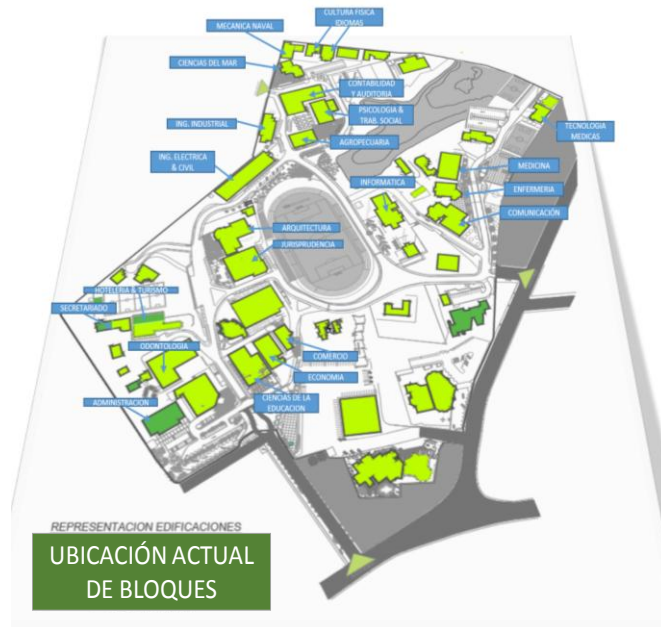 CULTURA FISICA
IDIOMAS
MECANICA NAVAL
CIENCIAS DEL MAR
CONTABILIDAD
Y AUDITORIA
PSICOLOGIA &
TRAB. SOCIAL
ING. INDUSTRIAL
AGROPECUARIA
TECNOLOGIA
MEDICAS
ING. ELECTRICA
& CIVIL
MEDICINA
INFORMATICA
ENFERMERIA
COMUNICACIÓN
ARQUITECTURA
JURISPRUDENCIA
HOTELERIA & TURISMO
SECRETARIADO
ODONTOLOGIA
COMERCIO
ECONOMIA
ADMINISTRACION
CIENCIAS DE LA
EDUCACION
REPRESENTACION EDIFICACIONES
UBICACIÓN ACTUAL
DE BLOQUES